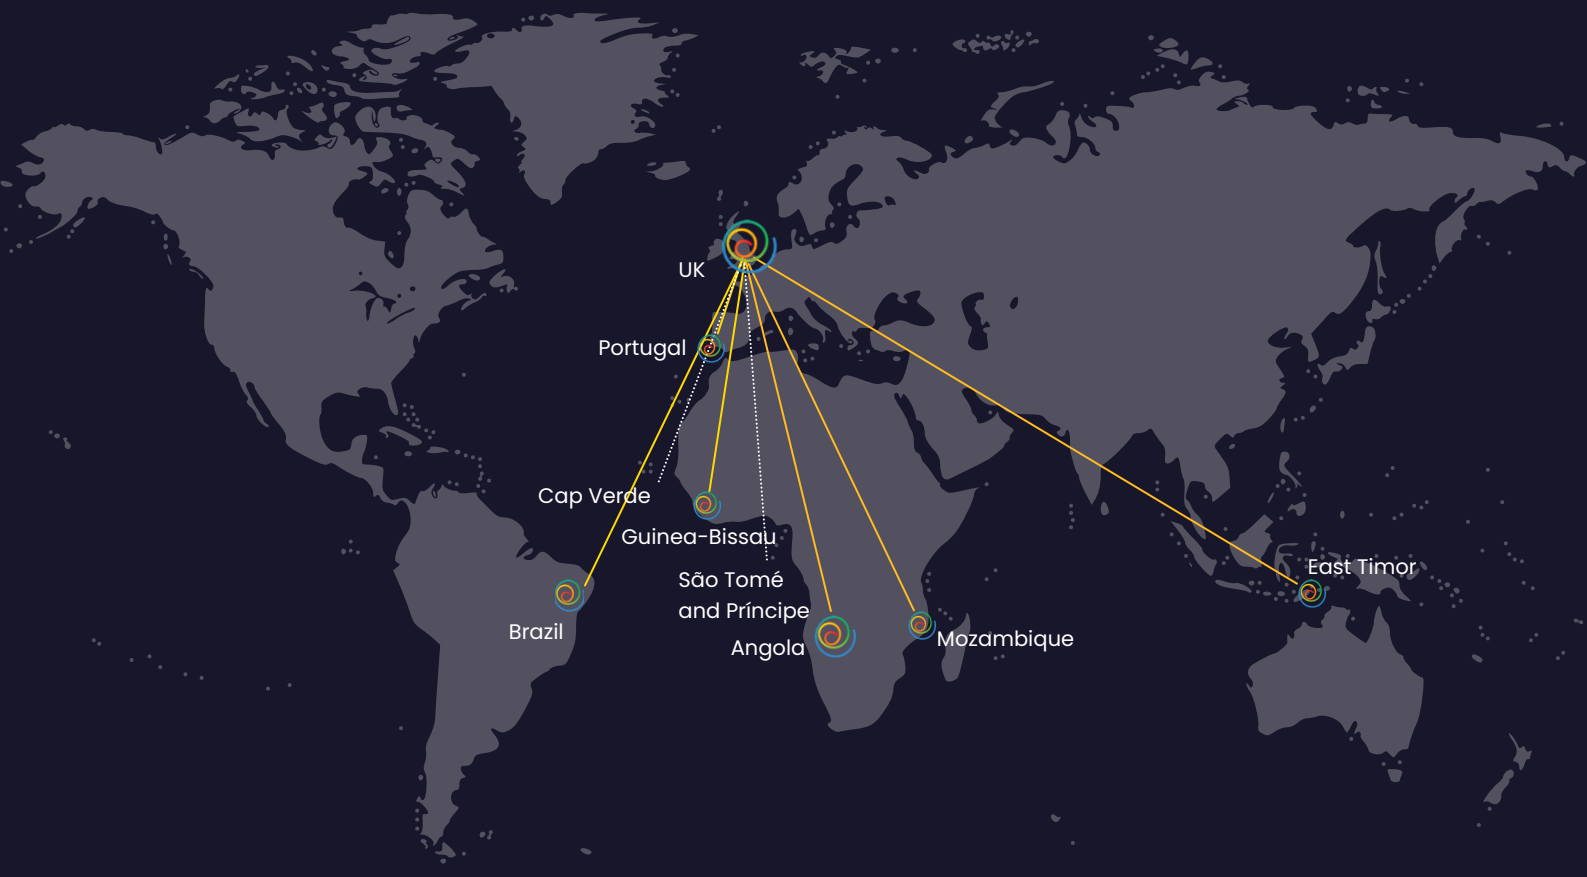 UK
Portugal
Cap Verde
Guinea-Bissau
East Timor
São Tomé
and Príncipe
Brazil
Angola
Mozambique